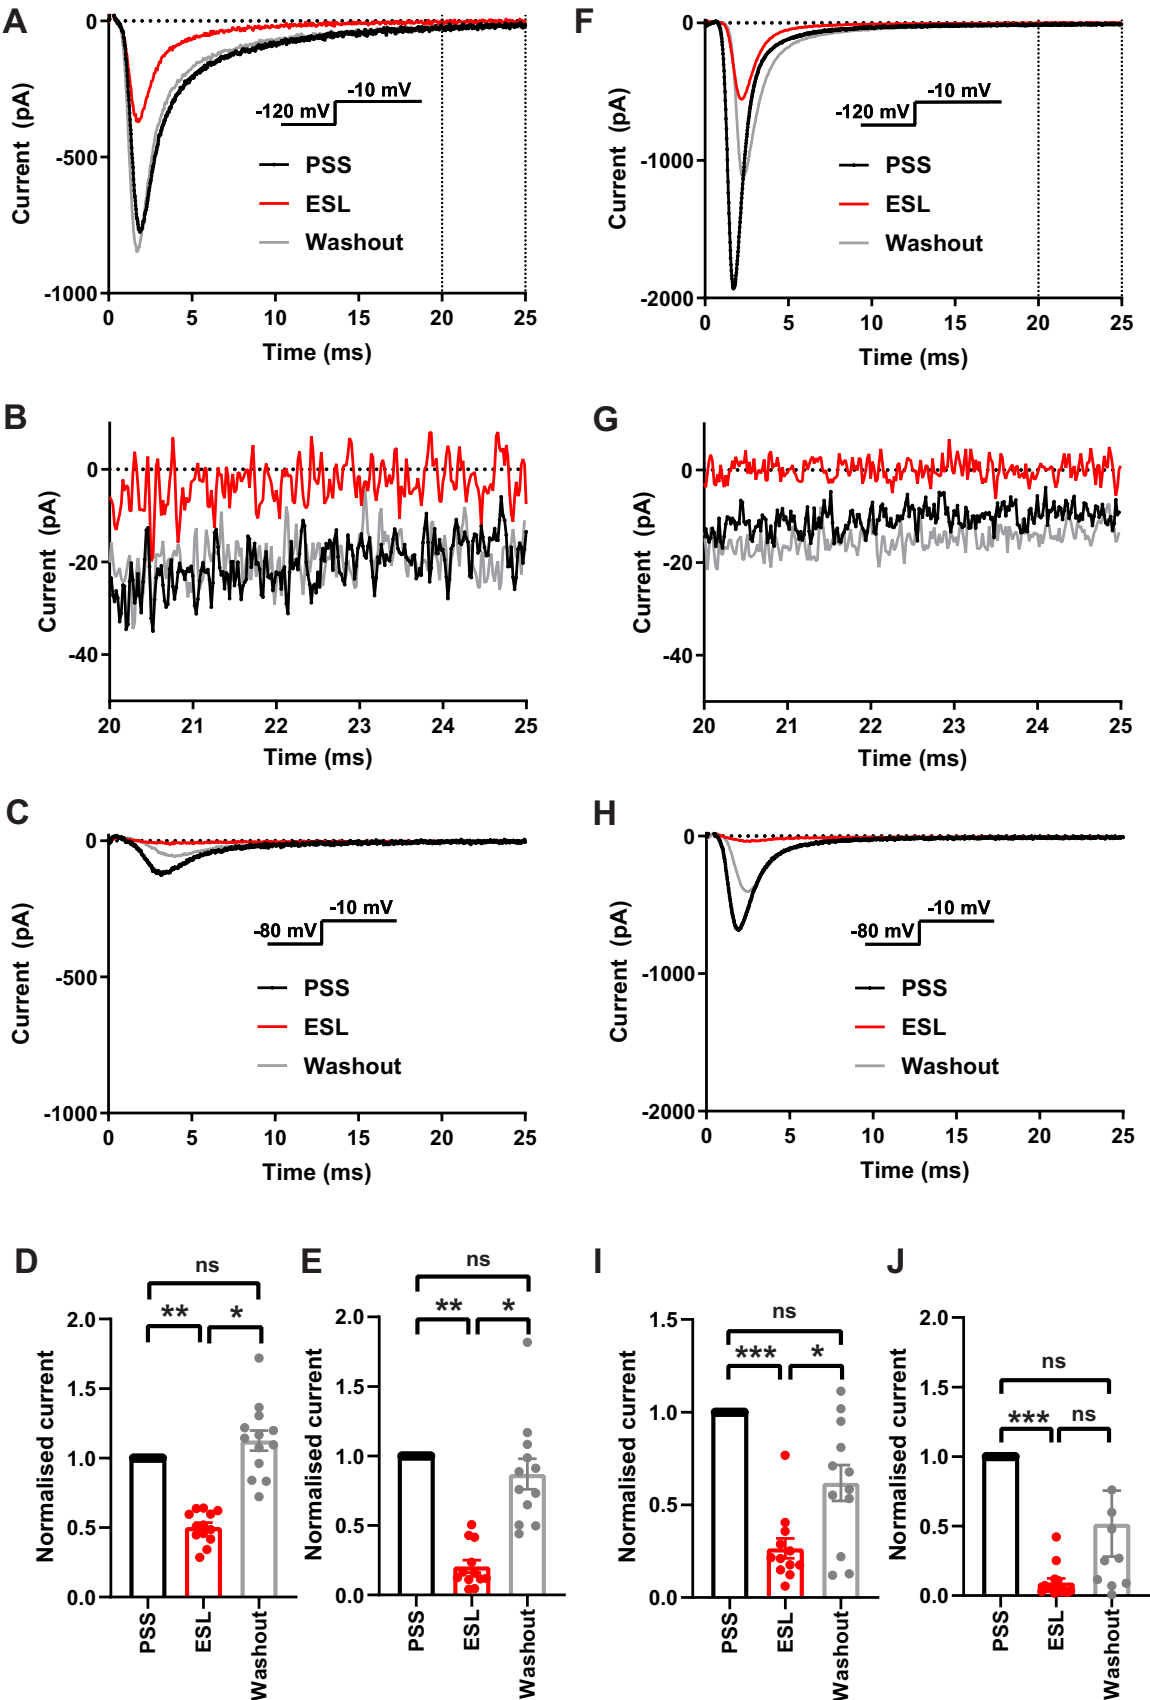 A
Current (pA)
0
-500
-1000
-120 mV
-10 mV
PSS
ESL
Washout
0
5
10
15
20
25
Time (ms)
F
Current (pA)
0
-1000
-2000
-120 mV
-10 mV
PSS
ESL
Washout
0
5
10
15
20
25
Time (ms)
B
Current (pA)
0
-20
-40
20
21
22
23
24
25
Time (ms)
G
Current (pA)
0
-20
-40
20
21
22
23
24
25
Time (ms)
C
Current (pA)
0
-500
-1000
-80 mV
-10 mV
PSS
ESL
Washout
0
5
10
15
20
25
Time (ms)
H
Current (pA)
0
-1000
-2000
-80 mV
-10 mV
PSS
ESL
Washout
0
5
10
15
20
25
Time (ms)
D
Normalised current
2.0
1.5
1.0
0.5
0.0
ns
**
*
PSS
ESL
Washout
E
Normalised current
2.0
1.5
1.0
0.5
0.0
ns
**
*
PSS
ESL
Washout
I
Normalised current
1.5
1.0
0.5
0.0
ns
***
*
PSS
ESL
Washout
J
Normalised current
2.0
1.5
1.0
0.5
0.0
ns
***
ns
PSS
ESL
Washout